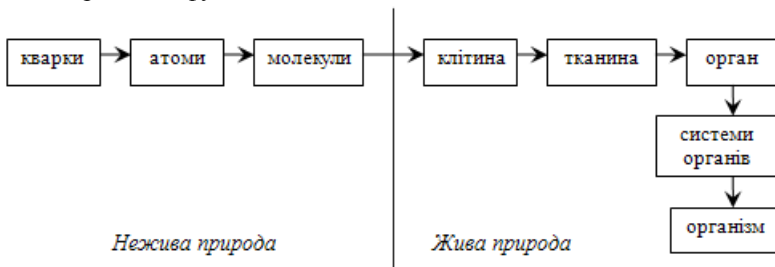 кварки
атоми
молекули
клітина
тканина
орган
системи
органів
організм
Нежива природа
Жива природа